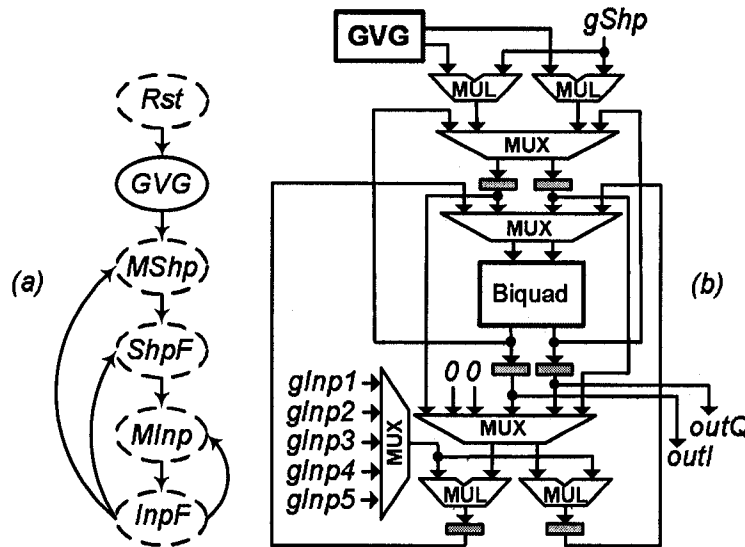 Rst
GVG
MShp
ShpF
MInp
InpF
(a)
GVG
gShp
MUL
MUL
MUX
MUX
Biquad
(b)
0 0
gInp1
gInp2
gInp3
gInp4
gInp5
MUX
MUX
MUL
MUL
outQ
outI